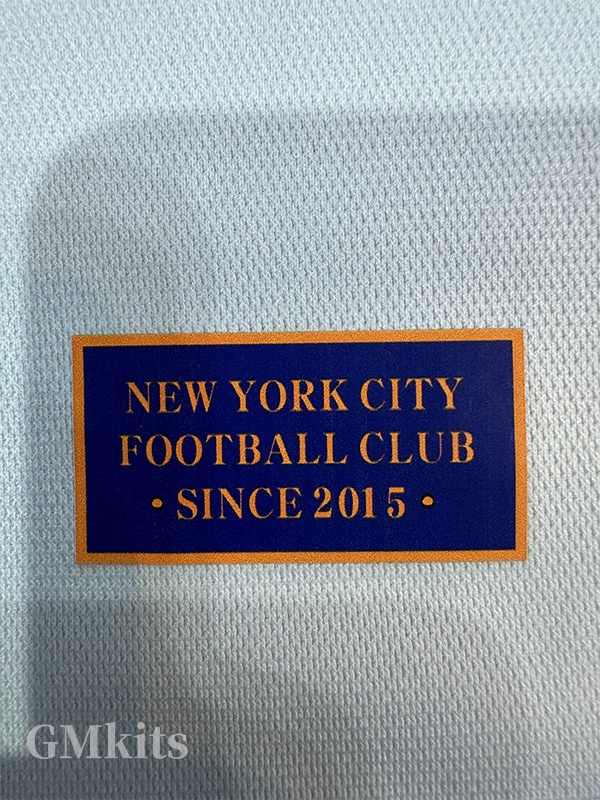 NEW YORK CITY
FOOTBALL CLUB
• SINCE 2015 •
GMkits